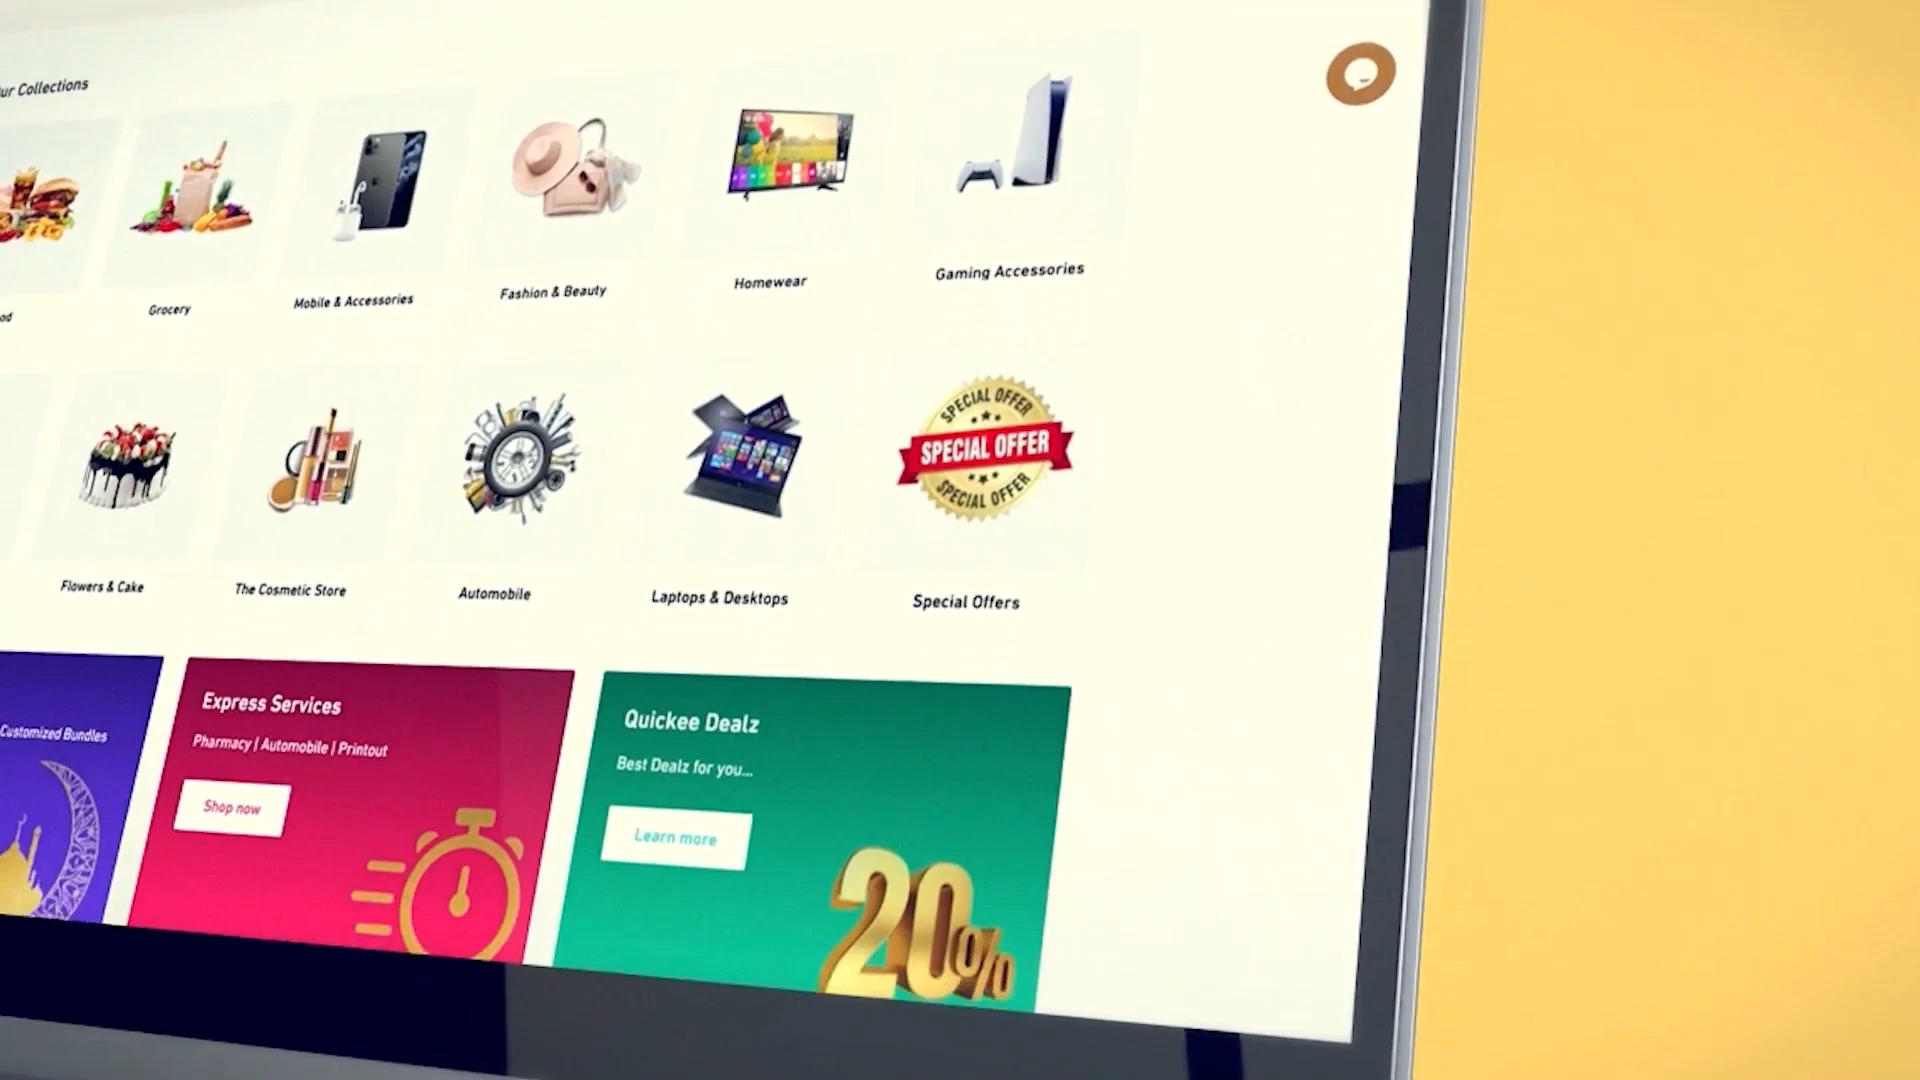 ur Collections
od
Grocery
Mobile & Accessories
Fashion & Beauty
Homewear
Gaming Accessories
SPECIAL OFFER
SPECIAL OFFER
SPECIAL OFFER
Flowers & Cake
The Cosmetic Store
Automobile
Laptops & Desktops
Special Offers
Customized Bundles
Express Services
Pharmacy | Automobile | Printout
Shop now
Quickee Dealz
Best Dealz for you...
Learn more
20%